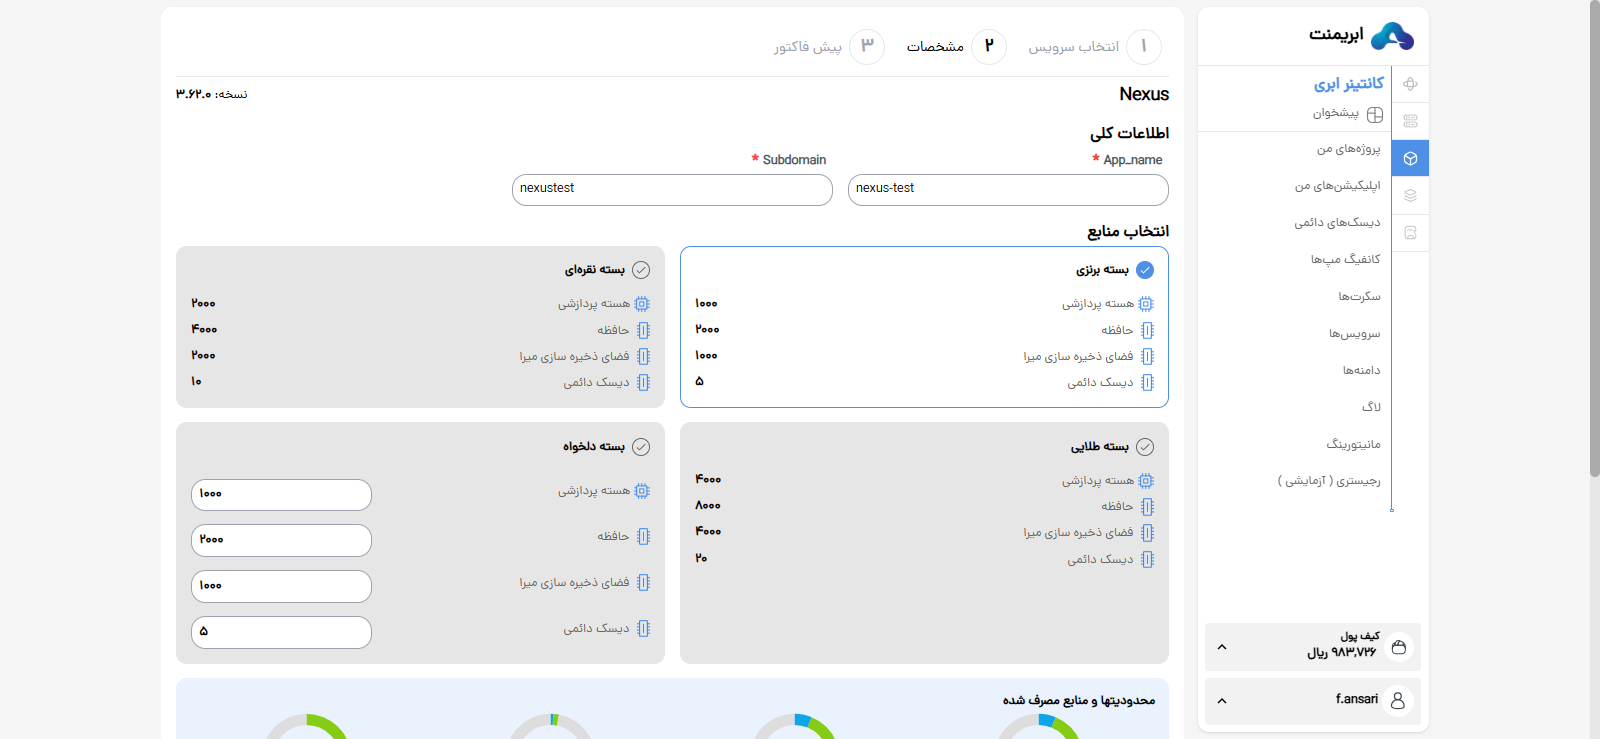 ابریمنت
کانتینر ابری
پیشخوان
پروژه‌های من
اپلیکیشن‌های من
دیسک‌های دائمی
کانفیگ مپ‌ها
سکرت‌ها
سرویس‌ها
دامنه‌ها
لاگ
مانیتورینگ
رجیستری ( آزمایشی )
کیف پول
۹۸۳,۷۲۶ ریال
f.ansari
۱ انتخاب سرویس ۲ مشخصات ۳ پیش فاکتور
Nexus
نسخه: ۳.۶۲.۰
اطلاعات کلی
App_name *
Subdomain *
nexus-test
nexustest
انتخاب منابع
بسته برنزی
هسته پردازشی ۱۰۰۰
حافظه ۲۰۰۰
فضای ذخیره سازی میرا ۱۰۰۰
دیسک دائمی ۵
بسته نقره‌ای
هسته پردازشی ۲۰۰۰
حافظه ۴۰۰۰
فضای ذخیره سازی میرا ۲۰۰۰
دیسک دائمی ۱۰
بسته طلایی
هسته پردازشی ۴۰۰۰
حافظه ۸۰۰۰
فضای ذخیره سازی میرا ۴۰۰۰
دیسک دائمی ۲۰
بسته دلخواه
هسته پردازشی ۱۰۰۰
حافظه ۲۰۰۰
فضای ذخیره سازی میرا ۱۰۰۰
دیسک دائمی ۵
محدودیتها و منابع مصرف شده